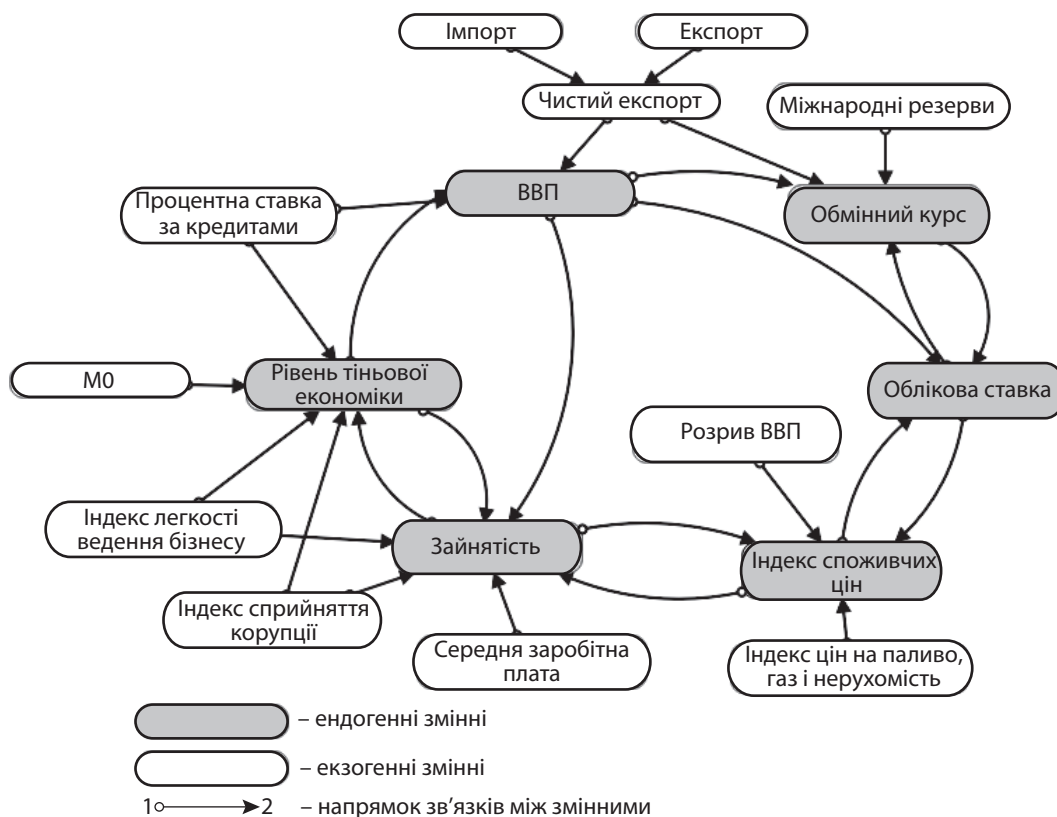 Імпорт
Експорт
Чистий експорт
Міжнародні резерви
ВВП
Процентна ставка
за кредитами
Обмінний курс
М0
Рівень тіньової
економіки
Облікова ставка
Розрив ВВП
Індекс легкості
ведення бізнесу
Зайнятість
Індекс споживчих
цін
Індекс сприйняття
корупції
Середня заробітна
плата
Індекс цін на паливо,
газ і нерухомість
– ендогенні змінні
– екзогенні змінні
1 2 – напрямок зв'язків між змінними